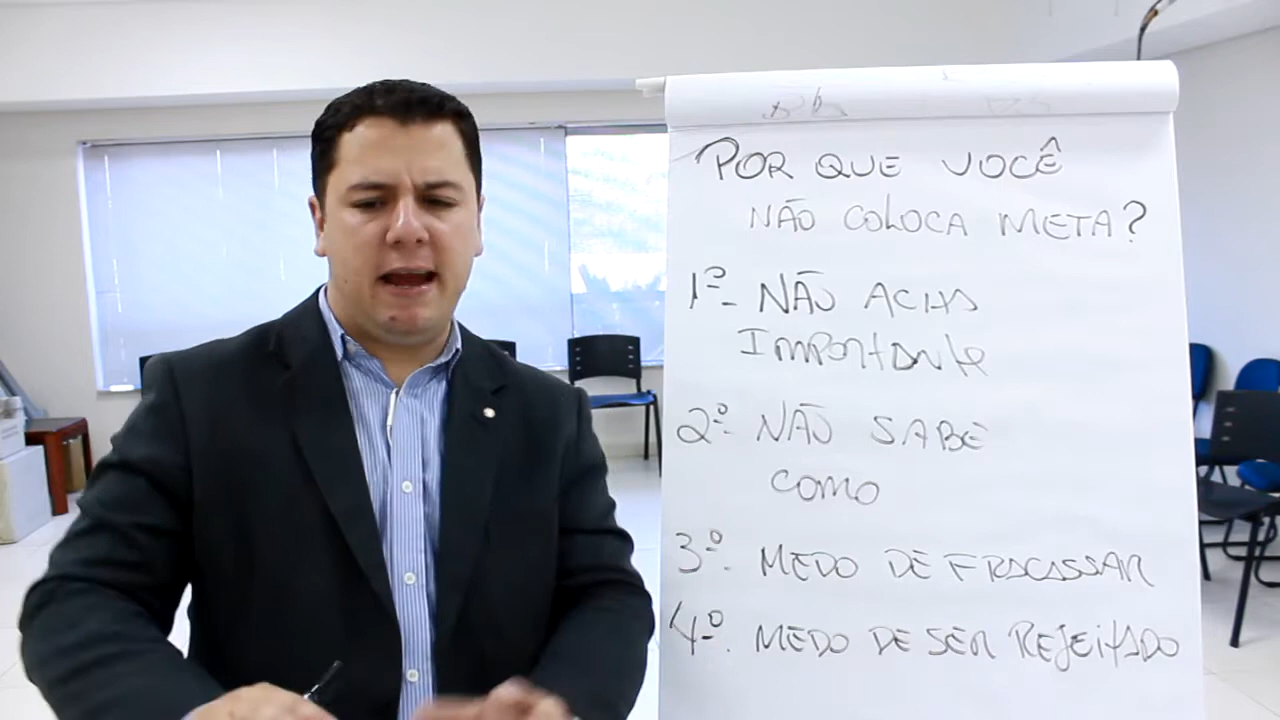 POR QUE VOCÊ
NÃO COLOCA META?
1º- NÃO ACHA
IMPORTANTE
2º- NÃO SABE
COMO
3º- MEDO DE FRACASSAR
4º- MEDO DE SER REJEITADO